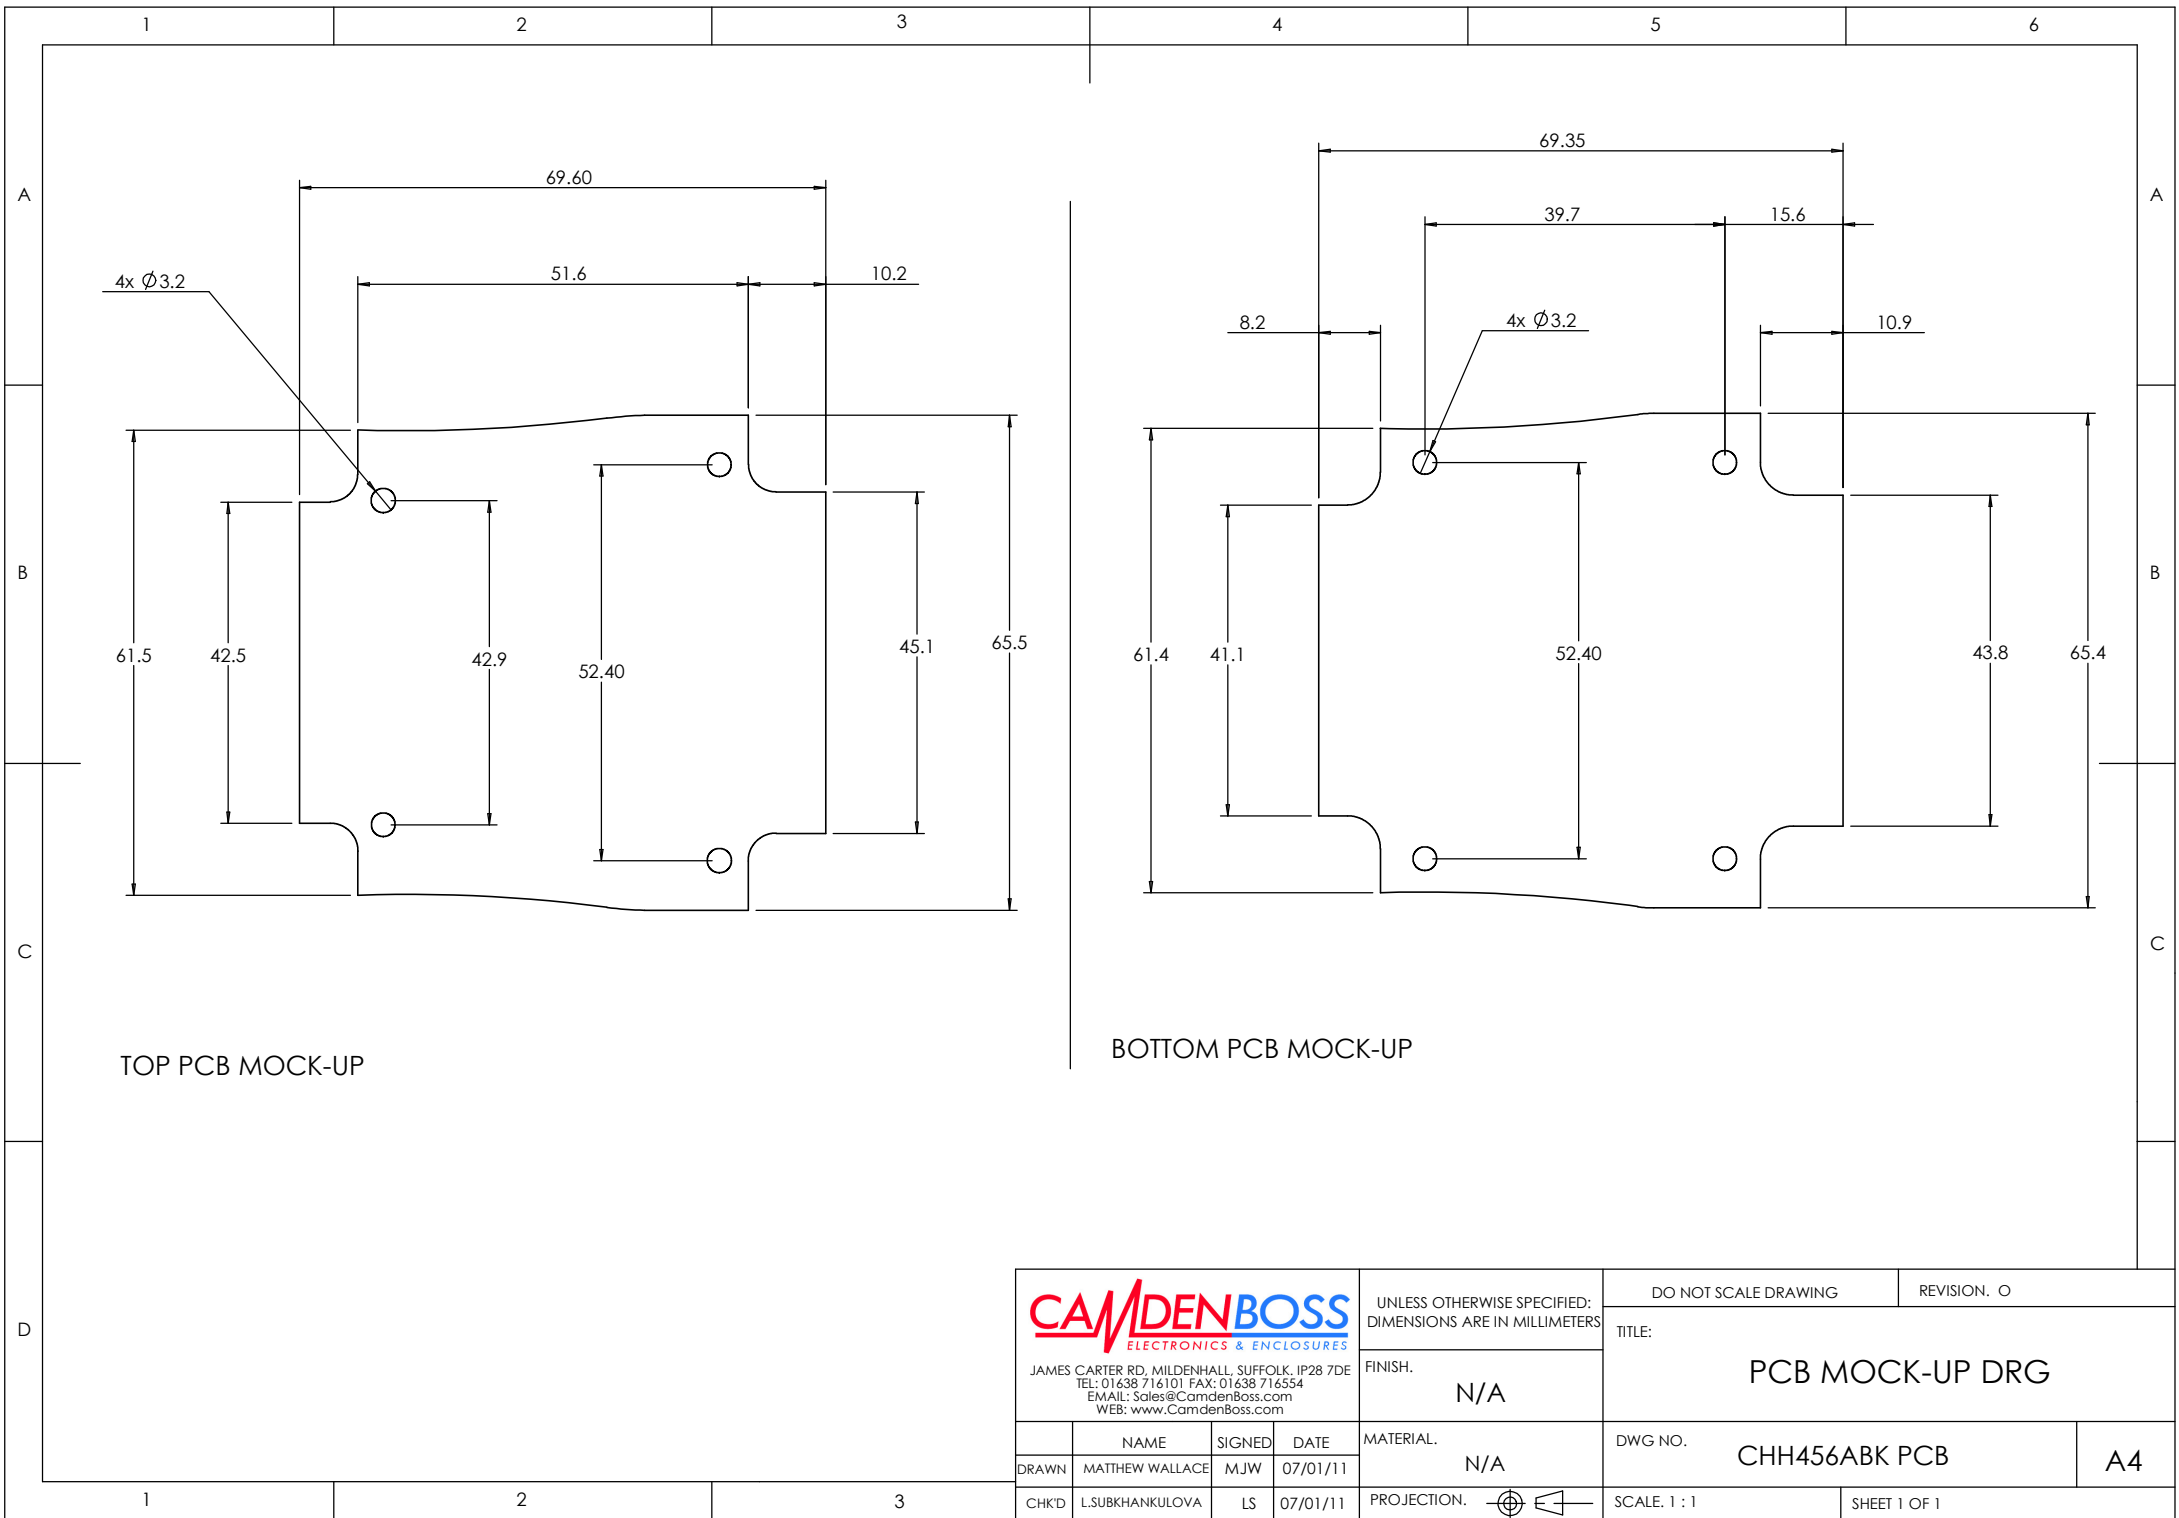 1 2 3 4 5 6
A A
B B
C C
D
69.60
51.6
10.2
4x Ø3.2
61.5
42.5
42.9
52.40
45.1
65.5
TOP PCB MOCK-UP
69.35
39.7
15.6
8.2
4x Ø3.2
10.9
61.4
41.1
52.40
43.8
65.4
BOTTOM PCB MOCK-UP
CAMDENBOSS
ELECTRONICS & ENCLOSURES
JAMES CARTER RD, MILDENHALL, SUFFOLK. IP28 7DE
TEL: 01638 716101 FAX: 01638 716554
EMAIL: Sales@CamdenBoss.com
WEB: www.CamdenBoss.com
NAME SIGNED DATE
DRAWN MATTHEW WALLACE MJW 07/01/11
CHK'D L.SUBKHANKULOVA LS 07/01/11
UNLESS OTHERWISE SPECIFIED:
DIMENSIONS ARE IN MILLIMETERS
FINISH.
N/A
MATERIAL.
N/A
PROJECTION.
DO NOT SCALE DRAWING
REVISION. O
TITLE:
PCB MOCK-UP DRG
DWG NO.
CHH456ABK PCB
A4
SCALE. 1 : 1
SHEET 1 OF 1
1 2 3